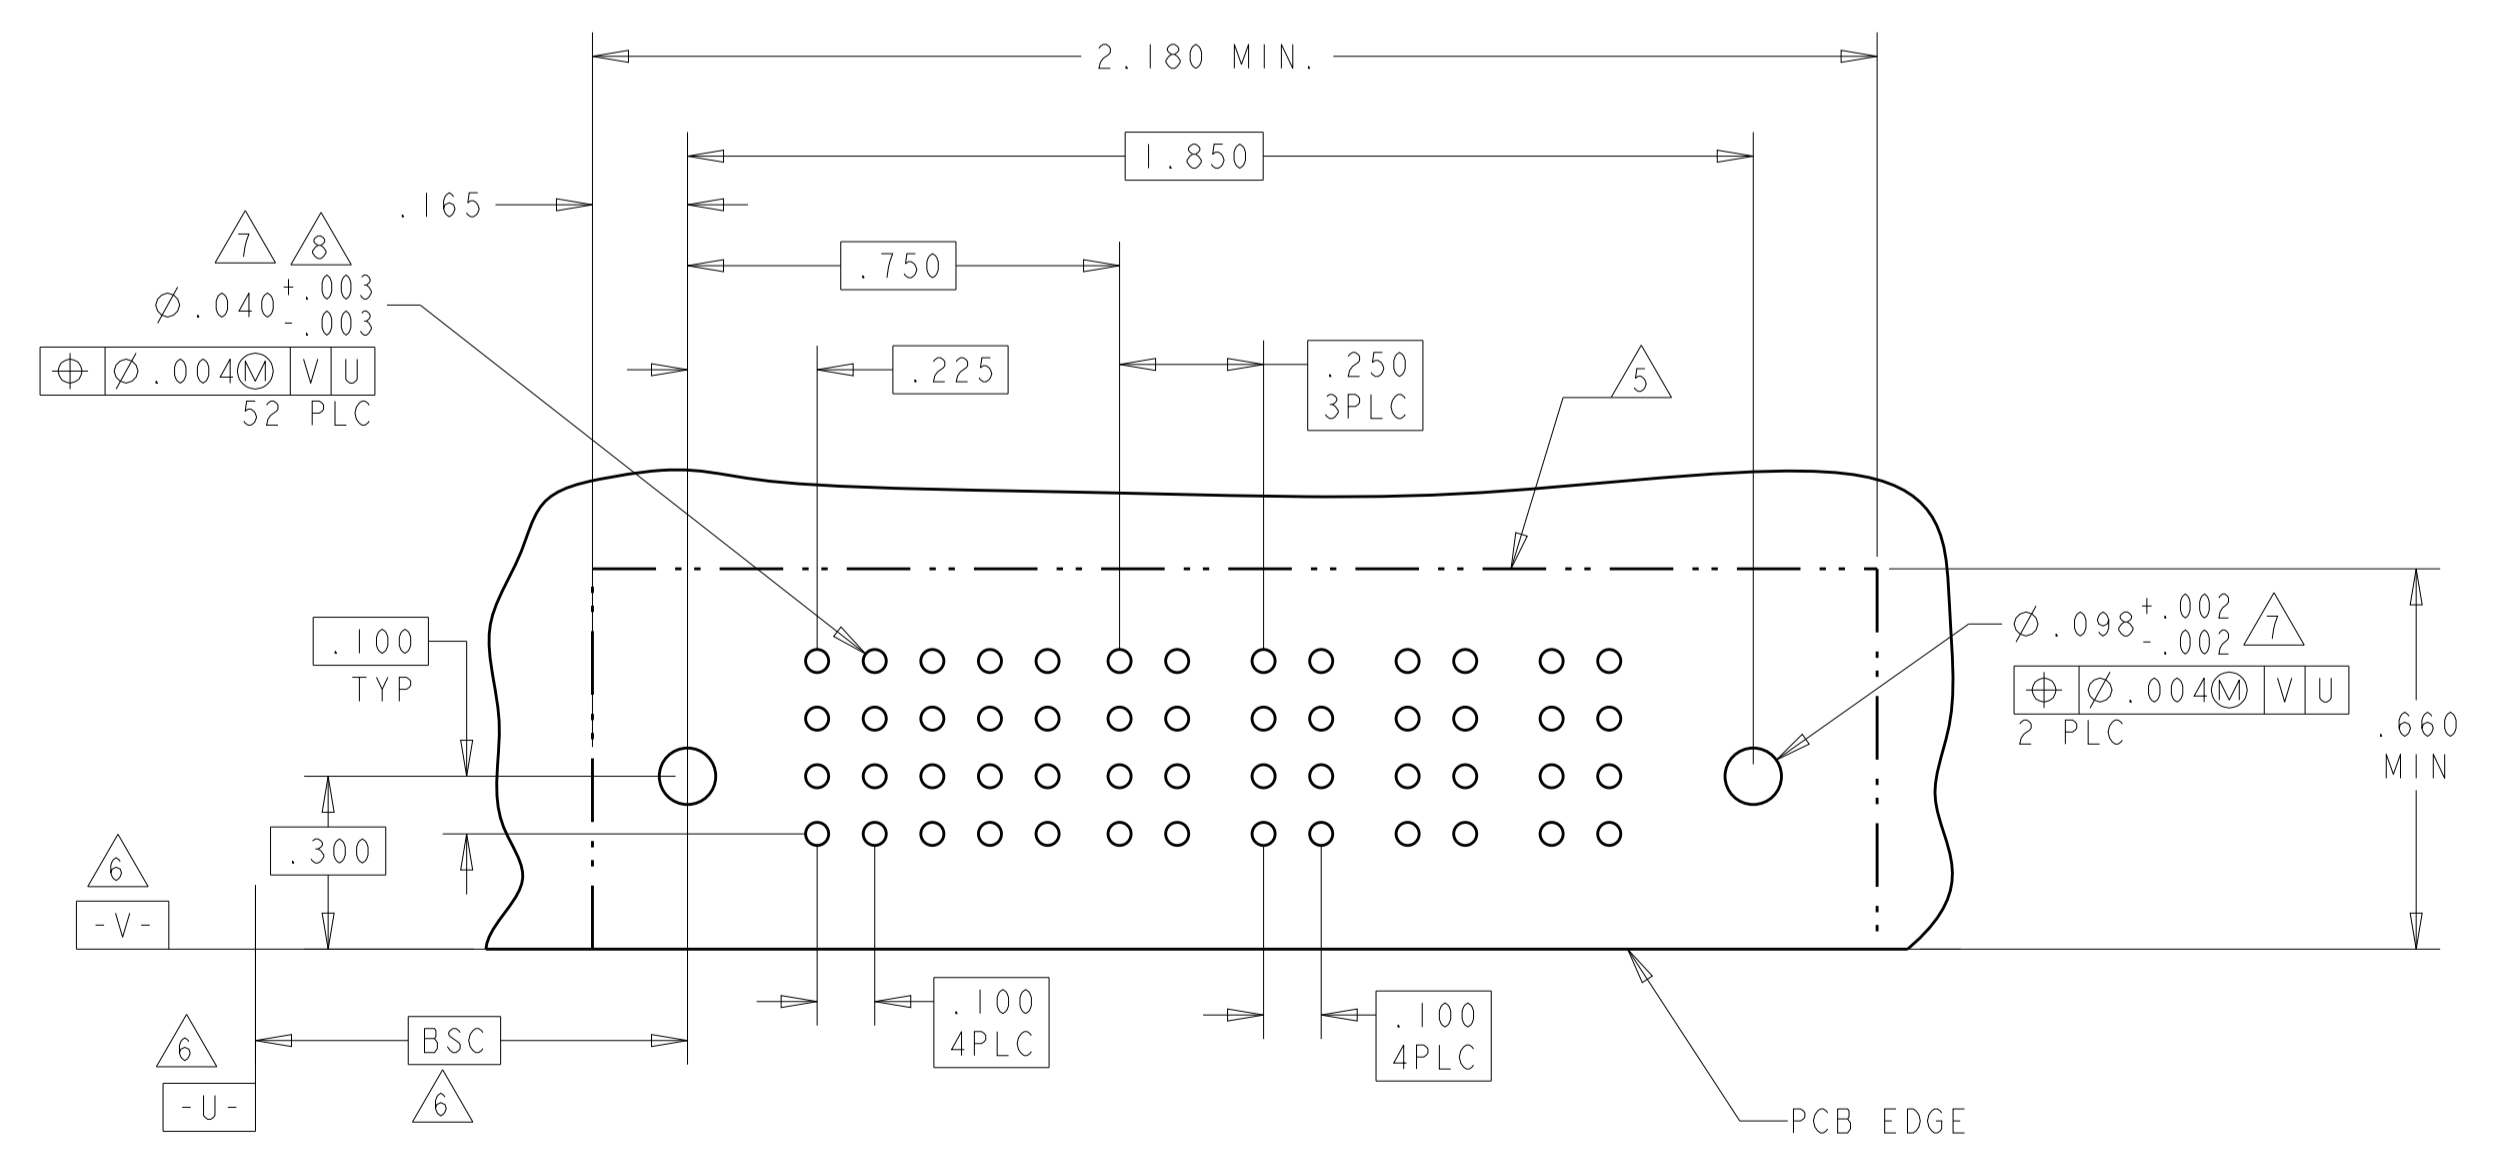 2.180 MIN.
1.850
.165
7 8
.750
⌀.040 +.003
-.003
⌖ ⌀.004Ⓜ V U
52 PLC
.225
.250
3PLC
5
.100
TYP
⌀.098 +.002
-.002
7
⌖ ⌀.004Ⓜ V U
2 PLC
.660
MIN
.300
6
-V-
.100
4PLC
.100
4PLC
6
BSC
6
-U-
PCB EDGE